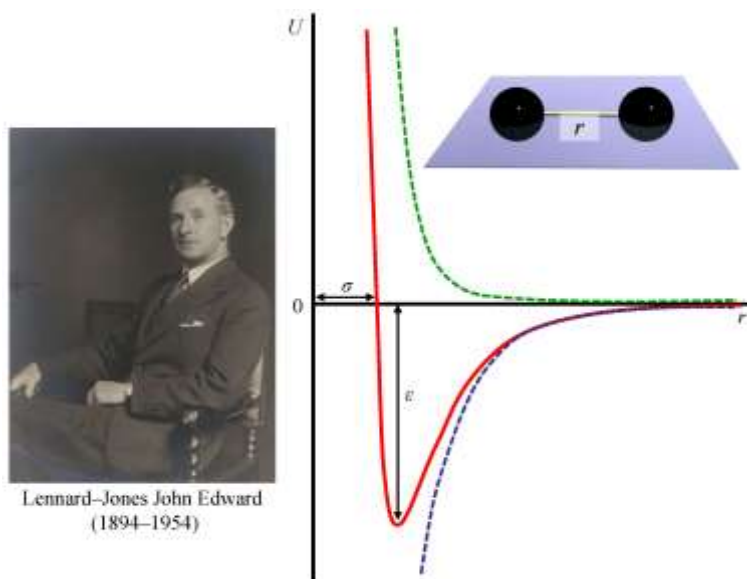 U
r
σ
0
r
ε
Lennard–Jones John Edward
(1894–1954)